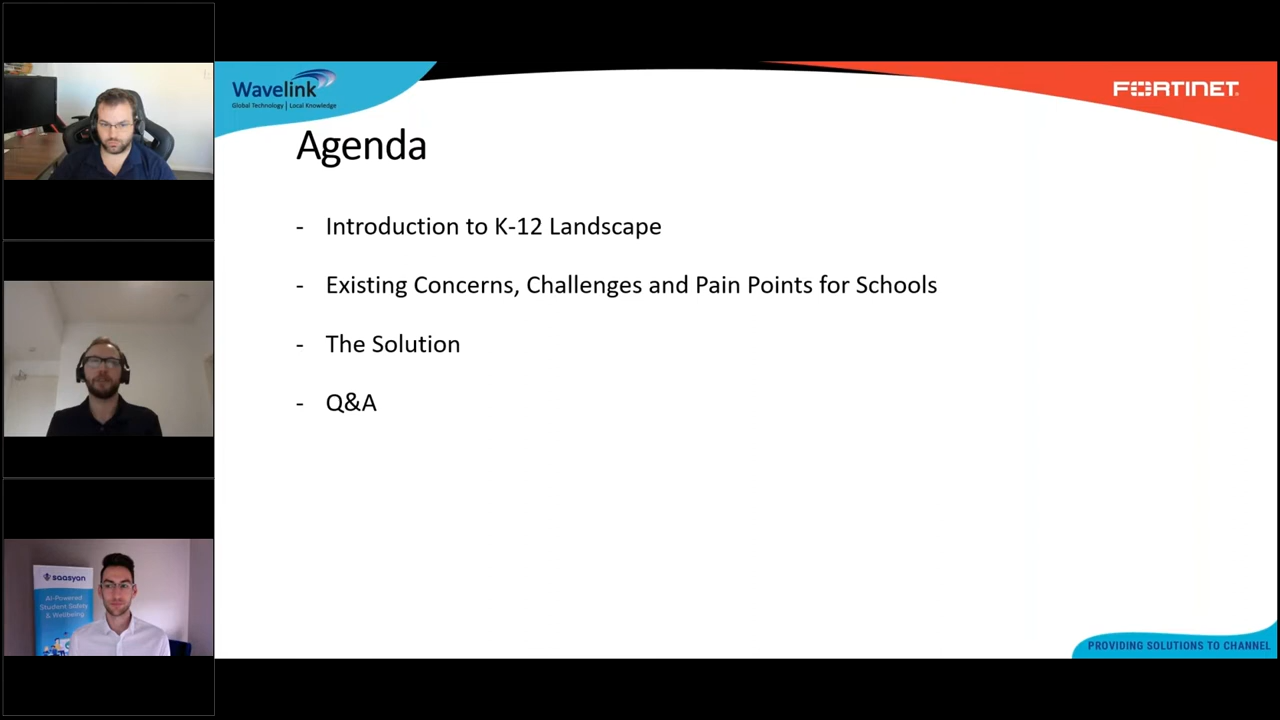 Wavelink
Global Technology | Local Knowledge
FORTINET
Agenda
- Introduction to K-12 Landscape
- Existing Concerns, Challenges and Pain Points for Schools
- The Solution
- Q&A
saasyan
AI-Powered
Student Safety
& Wellbeing
PROVIDING SOLUTIONS TO CHANNEL